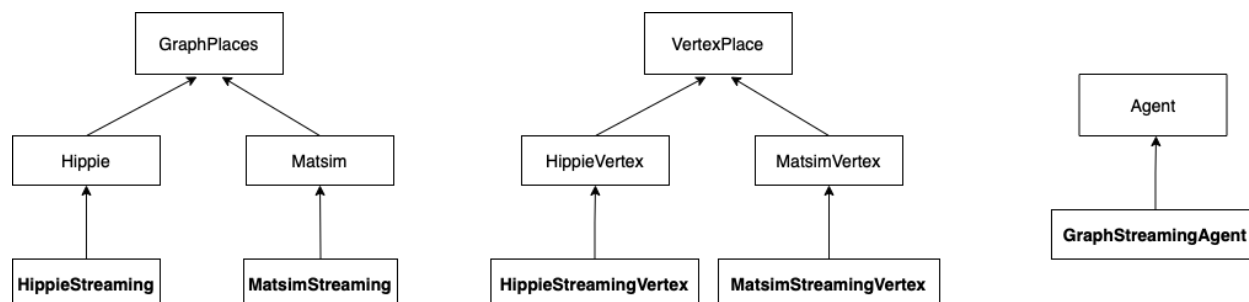 GraphPlaces
VertexPlace
Agent
Hippie
Matsim
HippieVertex
MatsimVertex
GraphStreamingAgent
HippieStreaming
MatsimStreaming
HippieStreamingVertex
MatsimStreamingVertex